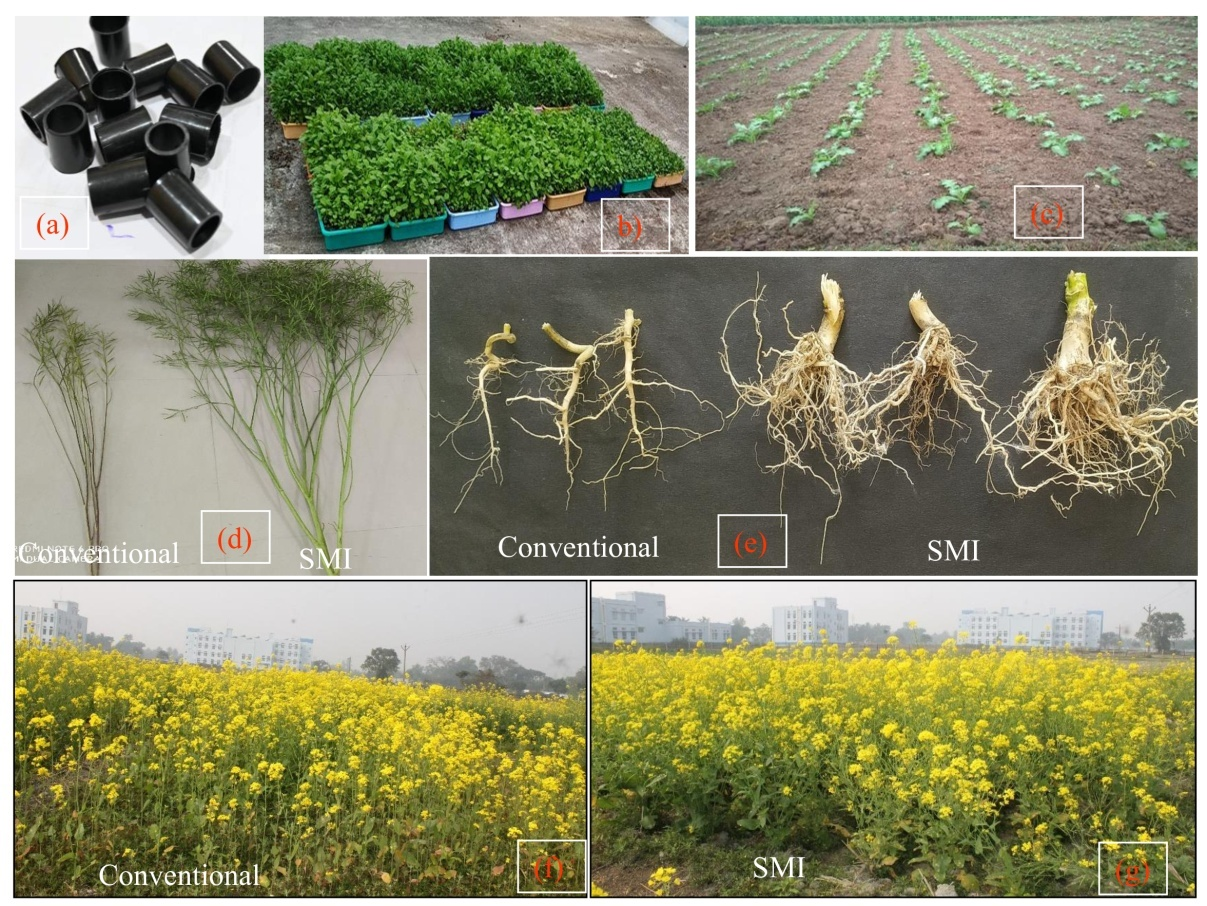 (a)
b)
(c)
Conventional
(d)
SMI
Conventional
(e)
SMI
Conventional
(f)
SMI
(g)